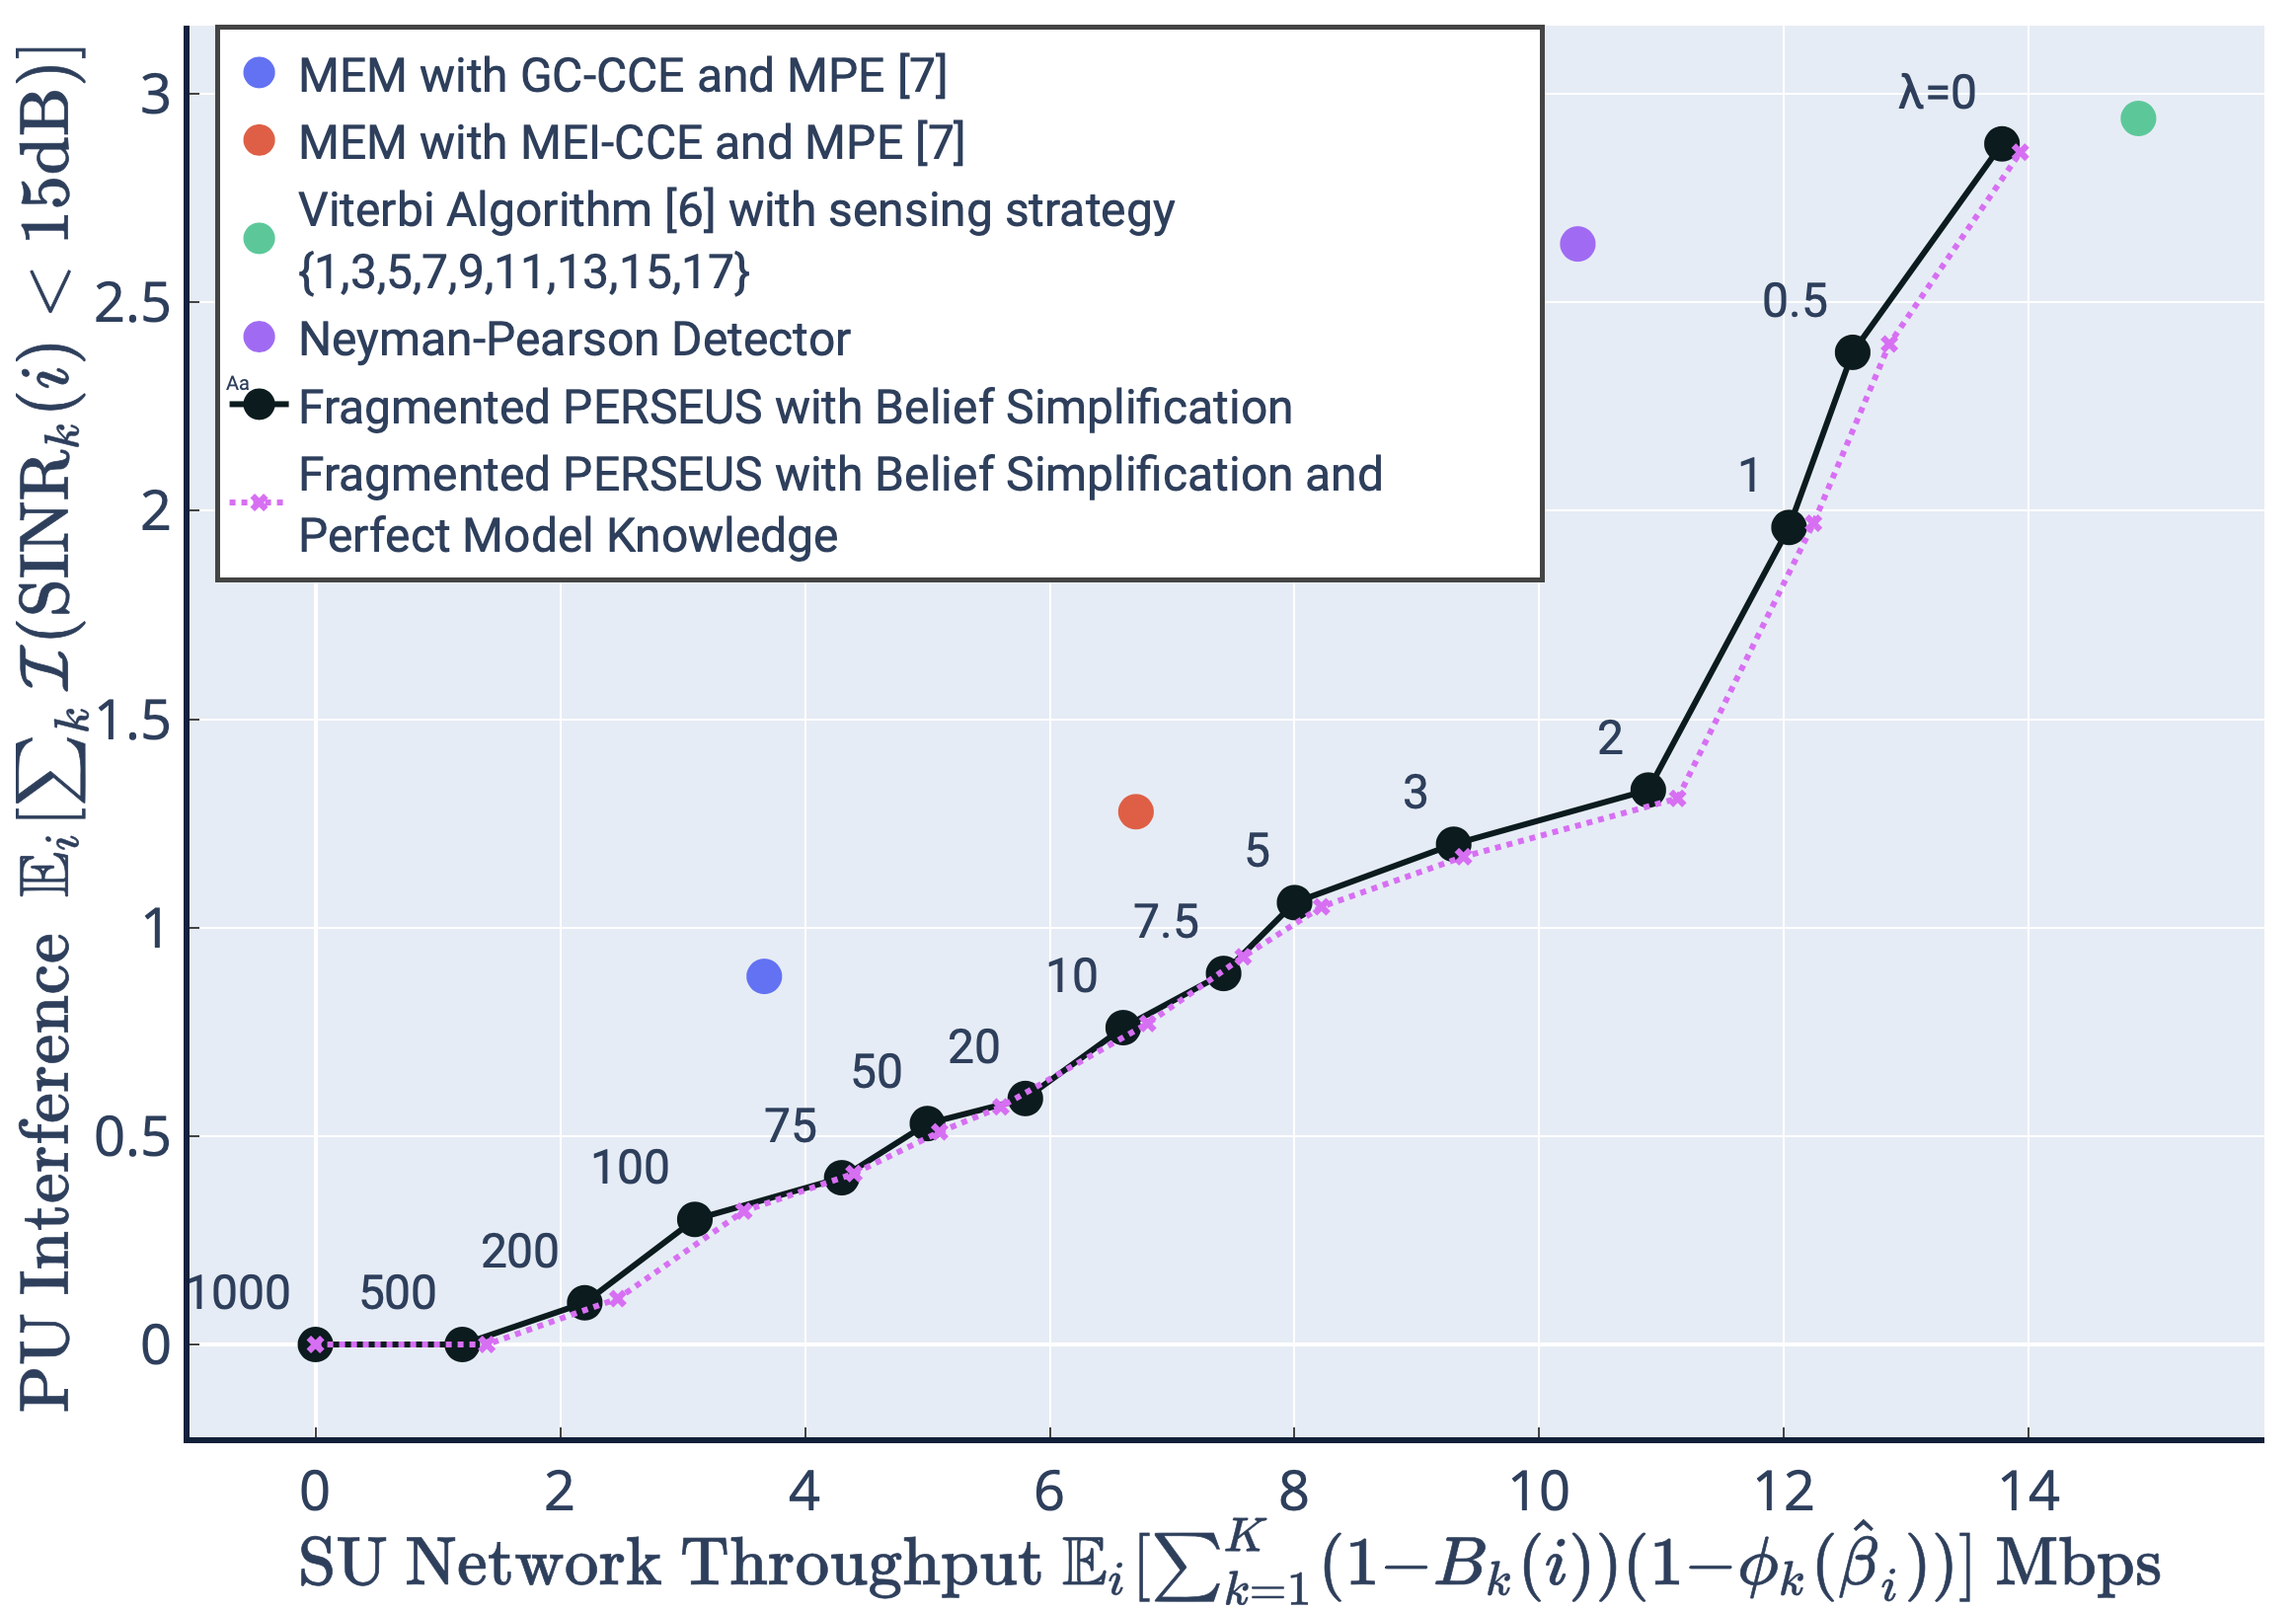 PU Interference 𝔼ᵢ[∑ₖ 𝓘(SINRₖ(i) < 15dB)]
3
2.5
2
1.5
1
0.5
0
MEM with GC-CCE and MPE [7]
MEM with MEI-CCE and MPE [7]
Viterbi Algorithm [6] with sensing strategy
{1,3,5,7,9,11,13,15,17}
Neyman-Pearson Detector
Aa
Fragmented PERSEUS with Belief Simplification
Fragmented PERSEUS with Belief Simplification and
Perfect Model Knowledge
λ=0
0.5
1
2
3
5
7.5
10
20
50
75
100
200
500
1000
0 2 4 6 8 10 12 14
SU Network Throughput 𝔼ᵢ[∑_{k=1}^{K}(1−Bₖ(i))(1−ϕₖ(β̂ᵢ))] Mbps